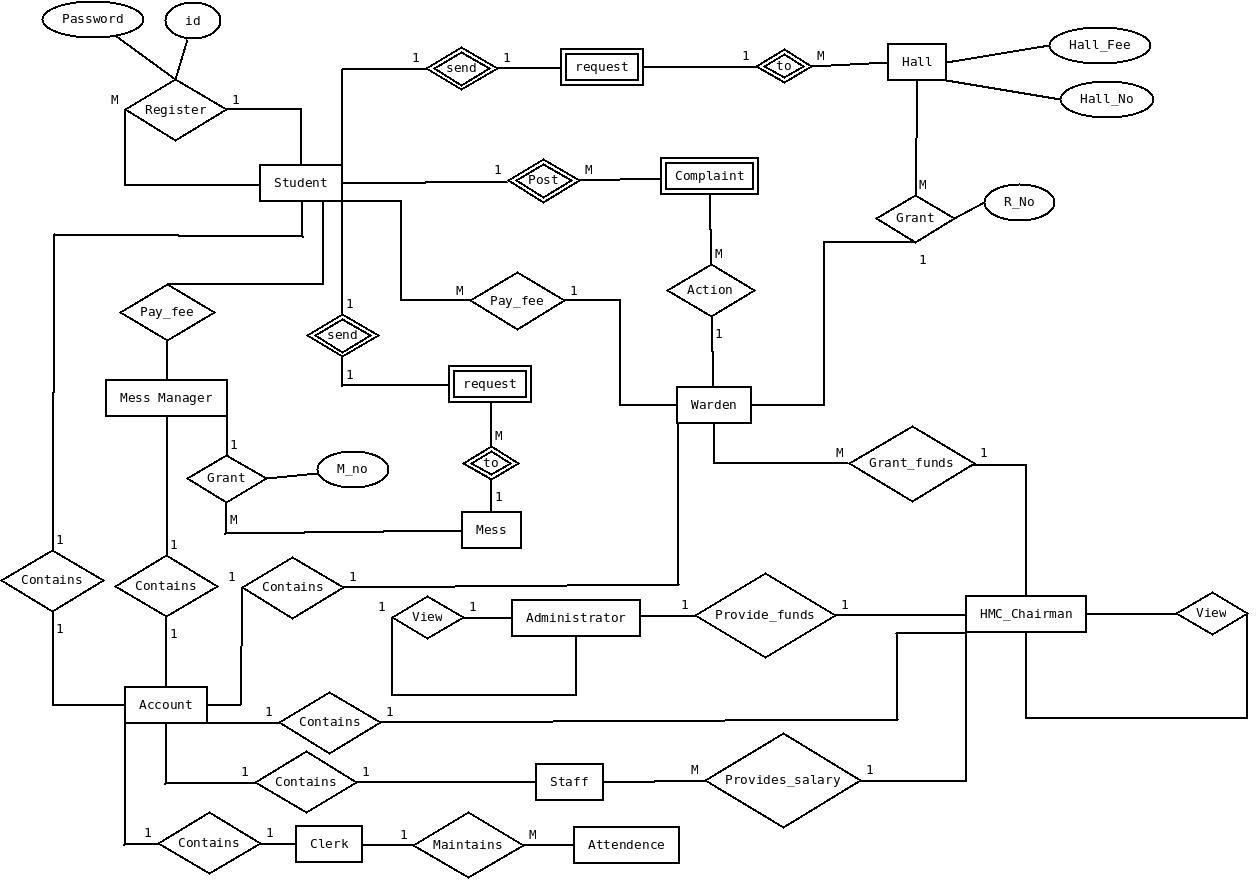 Password
id
Hall_Fee
1
send
1
request
1
to
M
Hall
Hall_No
M
Register
1
Student
1
Post
M
Complaint
M
Grant
R_No
1
M
Action
1
Pay_fee
M
Pay_fee
1
1
send
1
request
Mess Manager
Warden
1
Grant
M_no
M
M
to
1
Mess
M
Grant_funds
1
1
Contains
1
1
Contains
1
1
Contains
1
1
View
1
Administrator
1
Provide_funds
1
HMC_Chairman
View
Account
1
Contains
1
1
Contains
1
Staff
M
Provides_salary
1
1
Contains
1
Clerk
1
Maintains
M
Attendence